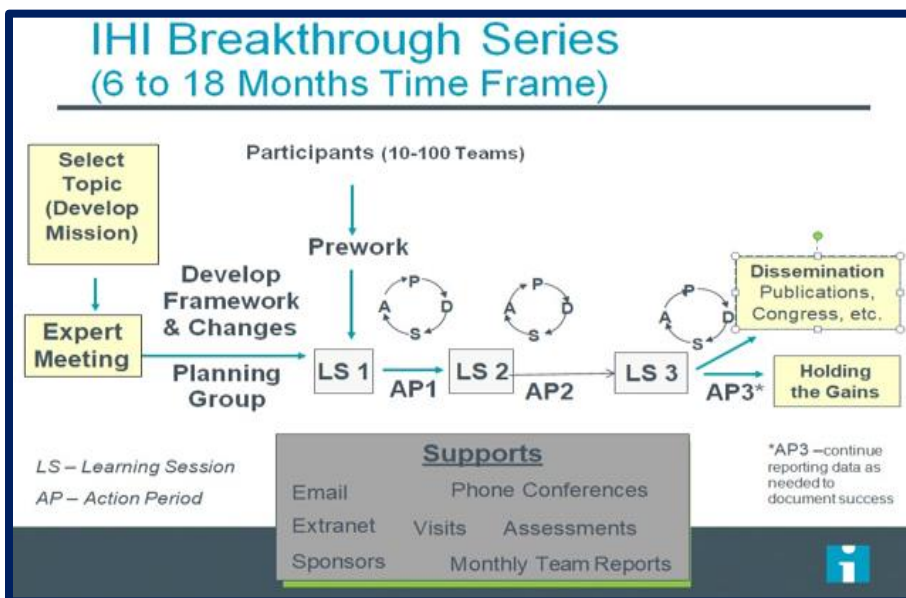 IHI Breakthrough Series
(6 to 18 Months Time Frame)
Select
Topic
(Develop
Mission)
Participants (10-100 Teams)
Prework
Develop
Framework
& Changes
Expert
Meeting
Planning
Group
P
A D
S
P
A D
S
P
A D
S
LS 1
AP1
LS 2
AP2
LS 3
AP3*
Dissemination
Publications,
Congress, etc.
Holding
the Gains
LS – Learning Session
AP – Action Period
Supports
Email Phone Conferences
Extranet Visits Assessments
Sponsors Monthly Team Reports
*AP3 –continue
reporting data as
needed to
document success